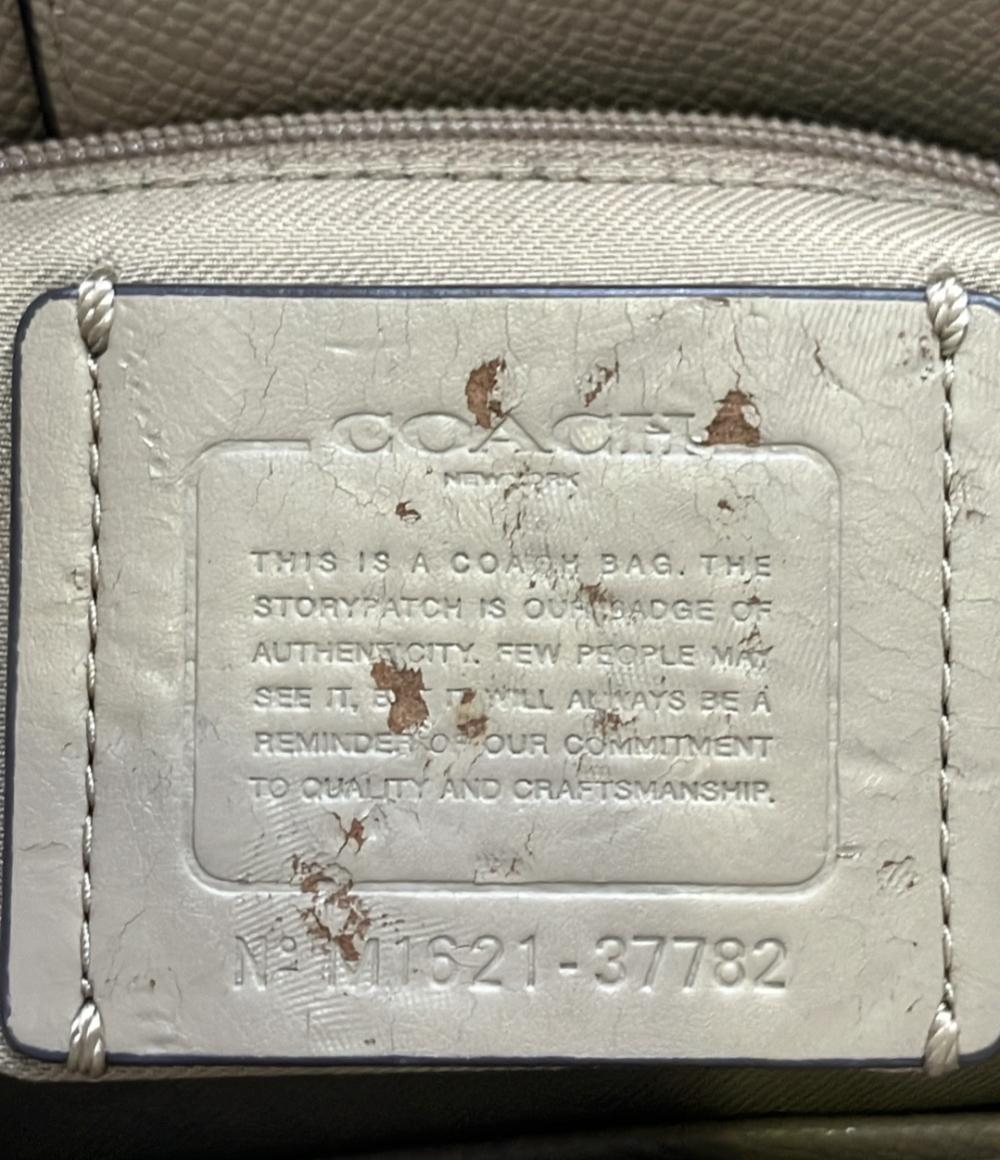 COACH
NEW YORK
THIS IS A COACH BAG. THE
STORYPATCH IS OUR BADGE OF
AUTHENTICITY. FEW PEOPLE MAY
SEE IT, BUT IT WILL ALWAYS BE A
REMINDER OF OUR COMMITMENT
TO QUALITY AND CRAFTSMANSHIP.
Nº M1621-37782